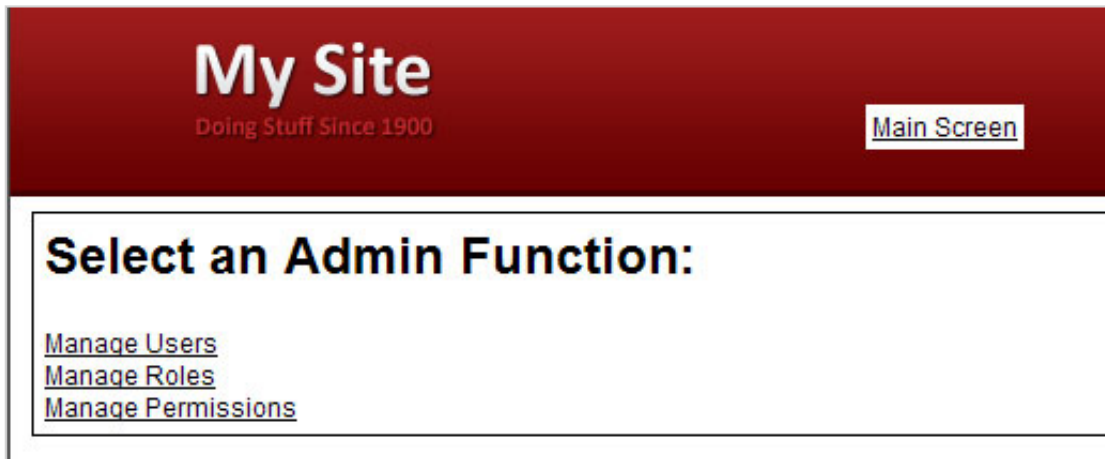 My Site
Doing Stuff Since 1900
Main Screen
Select an Admin Function:
Manage Users
Manage Roles
Manage Permissions